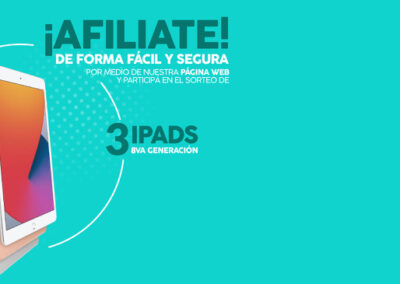 ¡AFILIATE!
DE FORMA FÁCIL Y SEGURA
POR MEDIO DE NUESTRA PÁGINA WEB
Y PARTICIPÁ EN EL SORTEO DE
3 IPADS
8VA GENERACIÓN